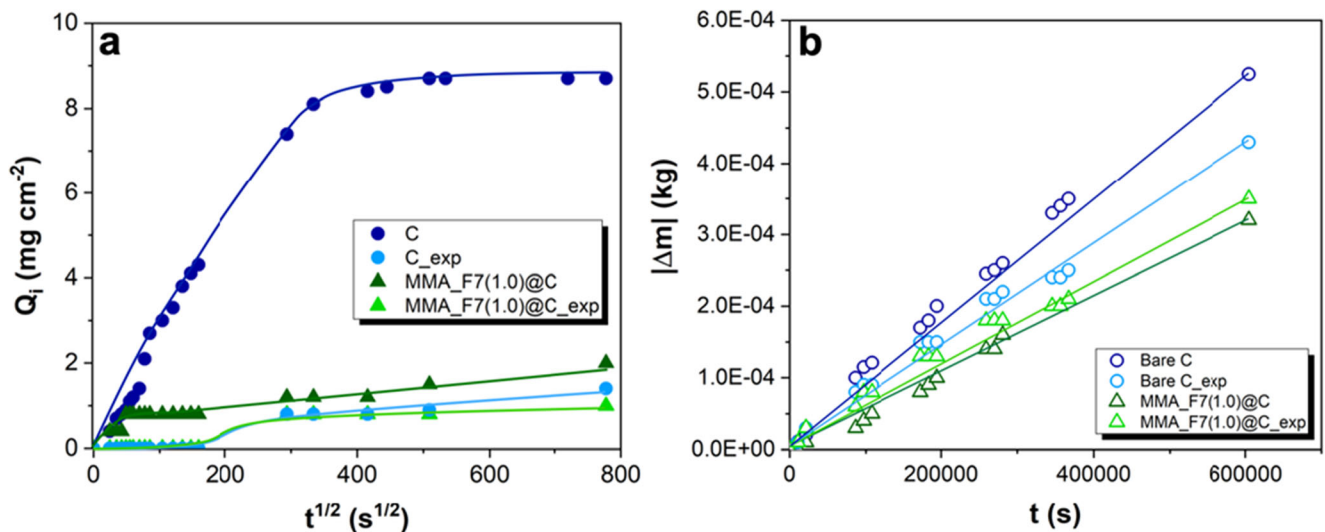 a
Q_i (mg cm⁻²)
10
8
6
4
2
0
C
C_exp
MMA_F7(1.0)@C
MMA_F7(1.0)@C_exp
0 200 400 600 800
t^1/2 (s^1/2)
b
|Δm| (kg)
6.0E-04
5.0E-04
4.0E-04
3.0E-04
2.0E-04
1.0E-04
0.0E+00
Bare C
Bare C_exp
MMA_F7(1.0)@C
MMA_F7(1.0)@C_exp
0 200000 400000 600000
t (s)